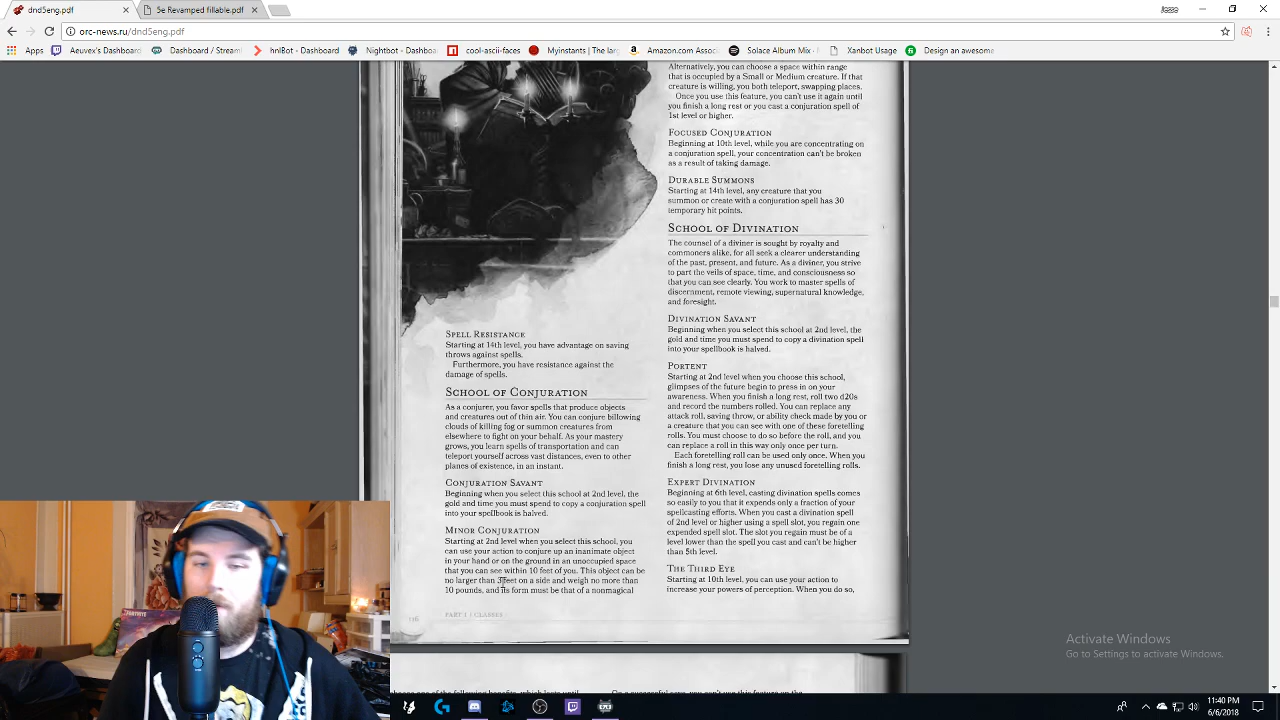 dnd5eng.pdf
5e Revamped fillable.pdf
orc-news.ru/dnd5eng.pdf
Apps
Aeuvex's Dashboard
Dashboard / Stream
hniBot - Dashboard
Nightbot - Dashboa
cool-ascii-faces
Myinstants | The larg
Amazon.com Assoc
Solace Album Mix -
Xanbot Usage
Design an awesome
Spell Resistance
Starting at 14th level, you have advantage on saving
throws against spells.
Furthermore, you have resistance against the
damage of spells.
School of Conjuration
As a conjurer, you favor spells that produce objects
and creatures out of thin air. You can conjure billowing
clouds of killing fog or summon creatures from
elsewhere to fight on your behalf. As your mastery
grows, you learn spells of transportation and can
teleport yourself across vast distances, even to other
planes of existence, in an instant.
Conjuration Savant
Beginning when you select this school at 2nd level, the
gold and time you must spend to copy a conjuration spell
into your spellbook is halved.
Minor Conjuration
Starting at 2nd level when you select this school, you
can use your action to conjure up an inanimate object
in your hand or on the ground in an unoccupied space
that you can see within 10 feet of you. This object can be
no larger than 3 feet on a side and weigh no more than
10 pounds, and its form must be that of a nonmagical
116
PART 1 | CLASSES
Alternatively, you can choose a space within range
that is occupied by a Small or Medium creature. If that
creature is willing, you both teleport, swapping places.
Once you use this feature, you can't use it again until
you finish a long rest or you cast a conjuration spell of
1st level or higher.
Focused Conjuration
Beginning at 10th level, while you are concentrating on
a conjuration spell, your concentration can't be broken
as a result of taking damage.
Durable Summons
Starting at 14th level, any creature that you
summon or create with a conjuration spell has 30
temporary hit points.
School of Divination
The counsel of a diviner is sought by royalty and
commoners alike, for all seek a clearer understanding
of the past, present, and future. As a diviner, you strive
to part the veils of space, time, and consciousness so
that you can see clearly. You work to master spells of
discernment, remote viewing, supernatural knowledge,
and foresight.
Divination Savant
Beginning when you select this school at 2nd level, the
gold and time you must spend to copy a divination spell
into your spellbook is halved.
Portent
Starting at 2nd level when you choose this school,
glimpses of the future begin to press in on your
awareness. When you finish a long rest, roll two d20s
and record the numbers rolled. You can replace any
attack roll, saving throw, or ability check made by you or
a creature that you can see with one of these foretelling
rolls. You must choose to do so before the roll, and you
can replace a roll in this way only once per turn.
Each foretelling roll can be used only once. When you
finish a long rest, you lose any unused foretelling rolls.
Expert Divination
Beginning at 6th level, casting divination spells comes
so easily to you that it expends only a fraction of your
spellcasting efforts. When you cast a divination spell
of 2nd level or higher using a spell slot, you regain one
expended spell slot. The slot you regain must be of a
level lower than the spell you cast and can't be higher
than 5th level.
The Third Eye
Starting at 10th level, you can use your action to
increase your powers of perception. When you do so,
Activate Windows
Go to Settings to activate Windows.
11:40 PM
6/6/2018